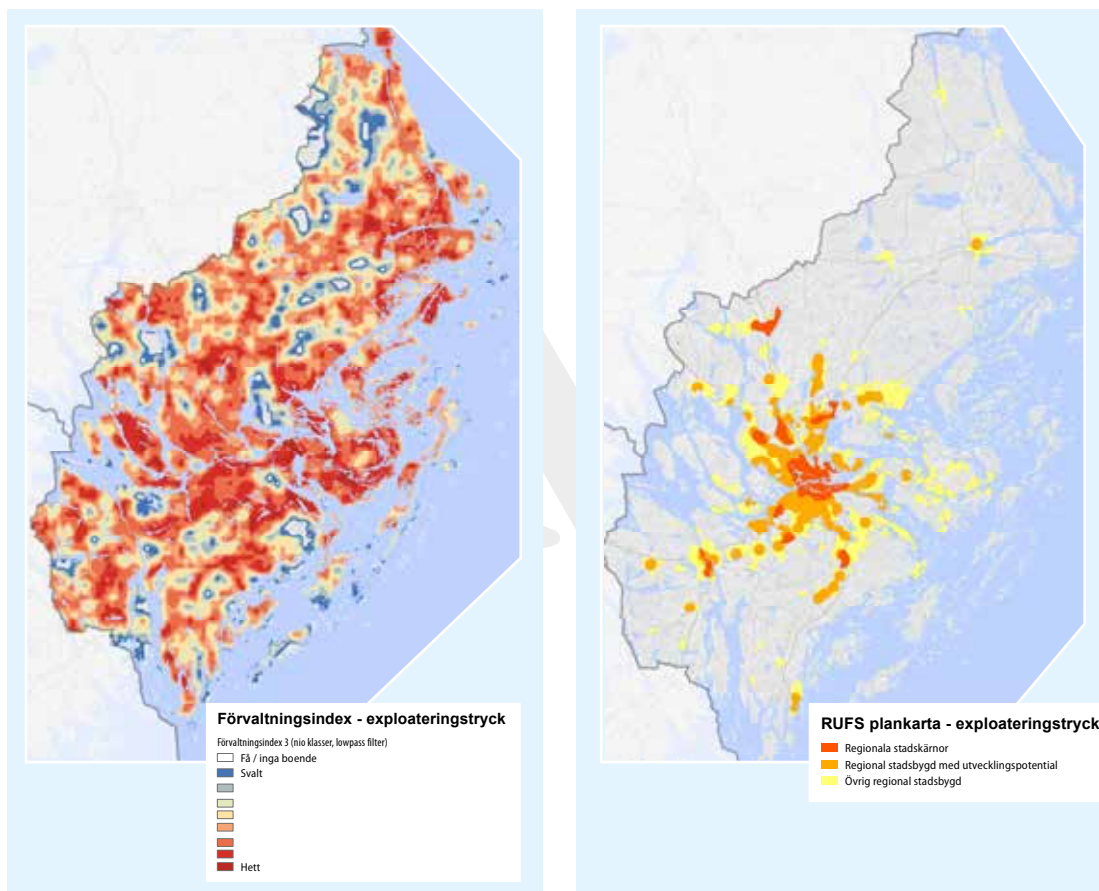 Förvaltningsindex - exploateringstryck
Förvaltningsindex 3 (nio klasser, lowpass filter)
Få / inga boende
Svalt
Hett
RUFS plankarta - exploateringstryck
Regionala stadskärnor
Regional stadsbygd med utvecklingspotential
Övrig regional stadsbygd